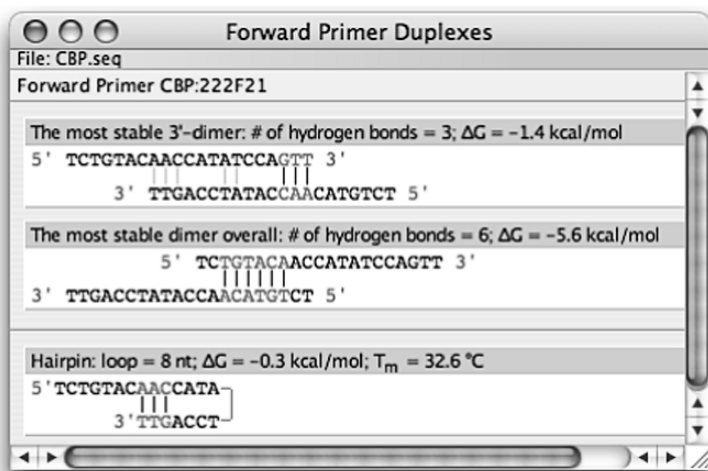 Forward Primer Duplexes
File: CBP.seq
Forward Primer CBP:222F21
The most stable 3'-dimer: # of hydrogen bonds = 3; ΔG = -1.4 kcal/mol
5' TCTGTACAACCATATCCAGTT 3'
3' TTGACCTATACCAACATGTCT 5'
The most stable dimer overall: # of hydrogen bonds = 6; ΔG = -5.6 kcal/mol
5' TCTGTACAACCATATCCAGTT 3'
3' TTGACCTATACCAACATGTCT 5'
Hairpin: loop = 8 nt; ΔG = -0.3 kcal/mol; Tm = 32.6 °C
5'TCTGTACAACCATA
3'TTGACCT